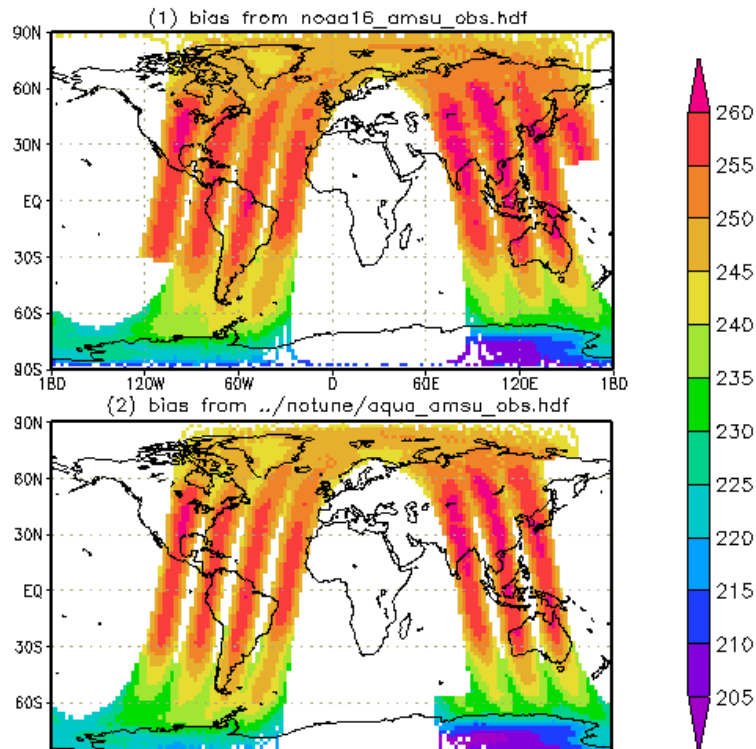 (1) bias from noaa16_amsu_obs.hdf
90N
60N
30N
EQ
30S
60S
90S
180 120W 60W 0 60E 120E 180
(2) bias from ../notune/aqua_amsu_obs.hdf
90N
60N
30N
EQ
30S
60S
260
255
250
245
240
235
230
225
220
215
210
205